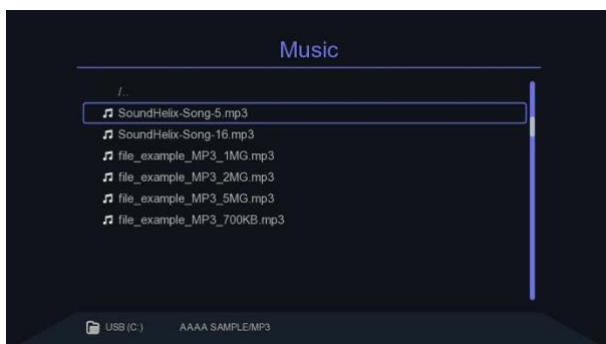 Music
/..
SoundHelix-Song-5.mp3
SoundHelix-Song-16.mp3
file_example_MP3_1MG.mp3
file_example_MP3_2MG.mp3
file_example_MP3_5MG.mp3
file_example_MP3_700KB.mp3
USB (C:) AAAA SAMPLE/MP3